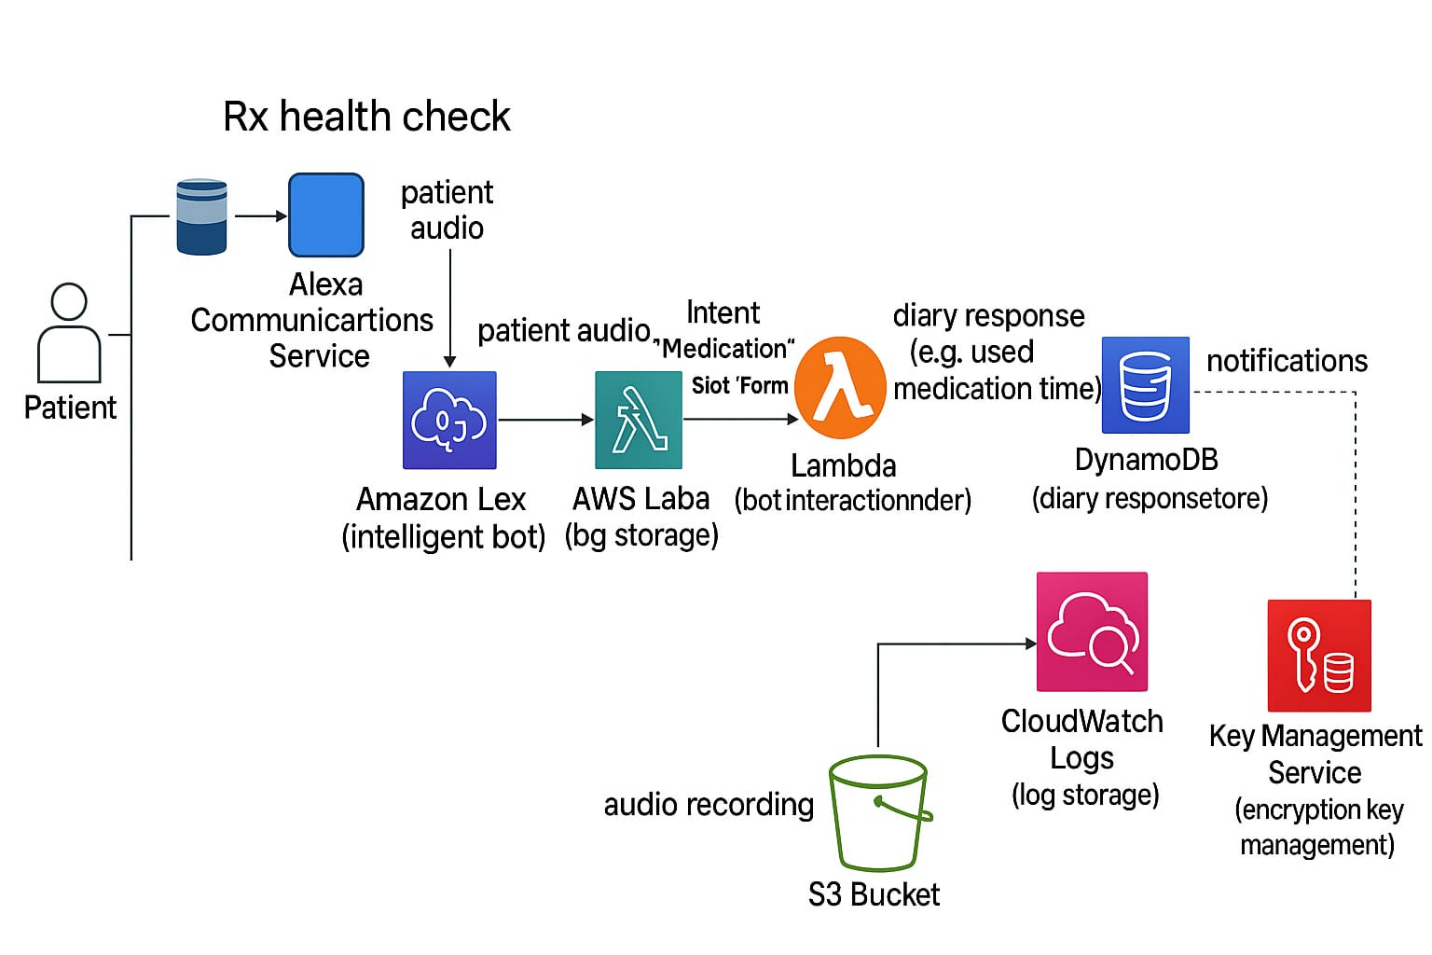 Rx health check
patient
audio
Alexa
Communicartions
Service
Patient
patient audio,
Intent
"Medication"
Siot 'Form
diary response
(e.g. used
medication time)
notifications
Amazon Lex
(intelligent bot)
AWS Laba
(bg storage)
Lambda
(bot interactionnder)
DynamoDB
(diary responsetore)
CloudWatch
Logs
(log storage)
Key Management
Service
(encryption key
management)
audio recording
S3 Bucket